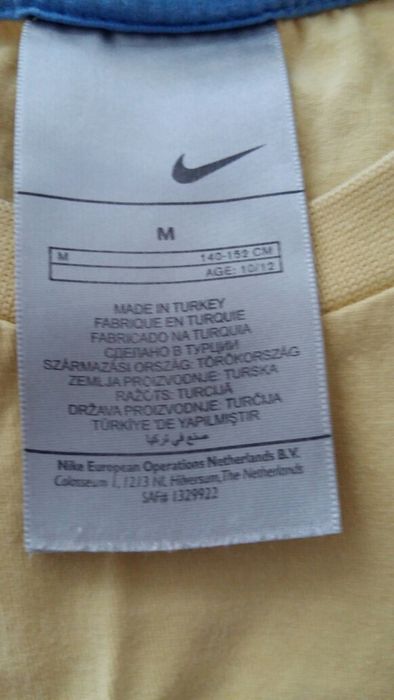 M
M 140-152 CM
AGE: 10/12
MADE IN TURKEY
FABRIQUE EN TURQUIE
FABRICADO NA TURQUIA
СДЕЛАНО В ТУРЦИИ
SZÁRMAZÁSI ORSZÁG: TÖRÖKORSZÁG
ZEMLJA PROIZVODNJE: TURSKA
RAŽOTS: TURCIJĀ
DRŽAVA PROIZVODNJE: TURČIJA
TÜRKİYE 'DE YAPILMIŞTIR
صنع في تركيا
Nike European Operations Netherlands B.V.
Colosseum 1, 1213 NL Hilversum, The Netherlands
SAF# 1329922